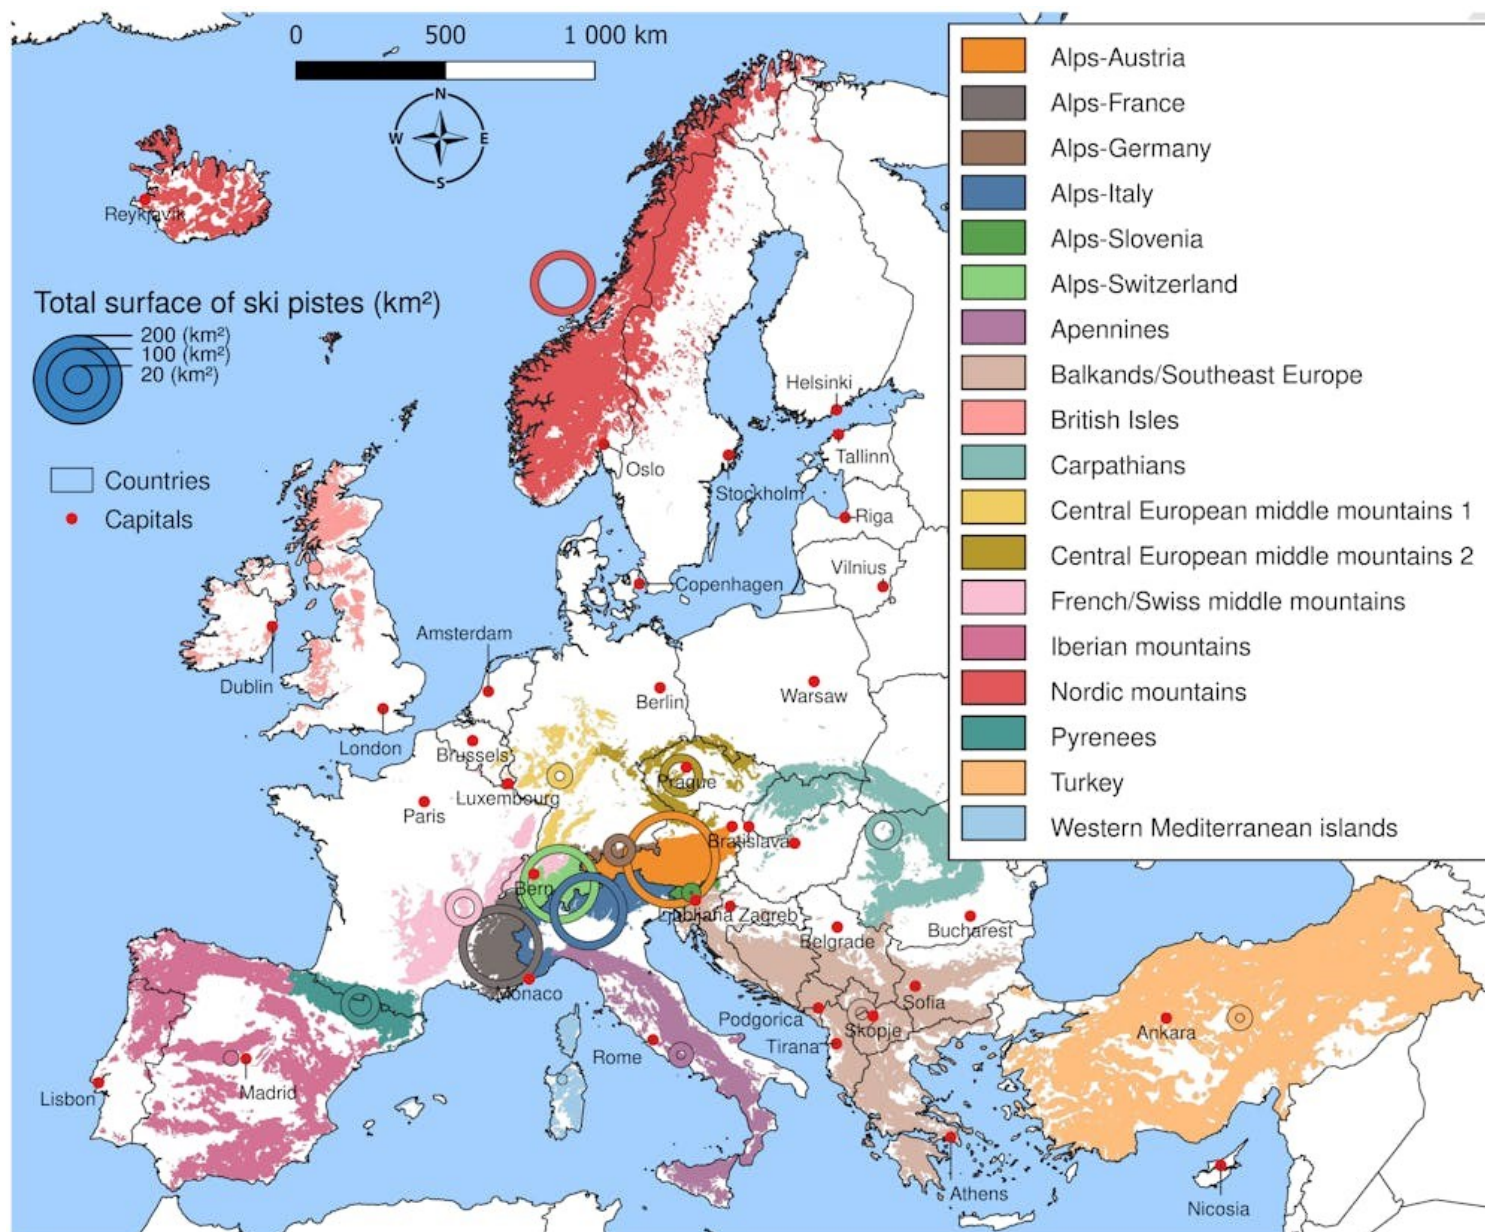 0 500 1 000 km
N
W E
S
Reykjavik
Total surface of ski pistes (km²)
200 (km²)
100 (km²)
20 (km²)
Countries
Capitals
Alps-Austria
Alps-France
Alps-Germany
Alps-Italy
Alps-Slovenia
Alps-Switzerland
Apennines
Balkands/Southeast Europe
British Isles
Carpathians
Central European middle mountains 1
Central European middle mountains 2
French/Swiss middle mountains
Iberian mountains
Nordic mountains
Pyrenees
Turkey
Western Mediterranean islands
Helsinki
Tallinn
Oslo
Stockholm
Riga
Vilnius
Copenhagen
Amsterdam
Dublin
Berlin
Warsaw
London
Brussels
Prague
Luxembourg
Paris
Bratislava
Bern
Ljubljana
Zagreb
Belgrade
Bucharest
Monaco
Sofia
Podgorica
Skopje
Ankara
Rome
Tirana
Madrid
Lisbon
Athens
Nicosia